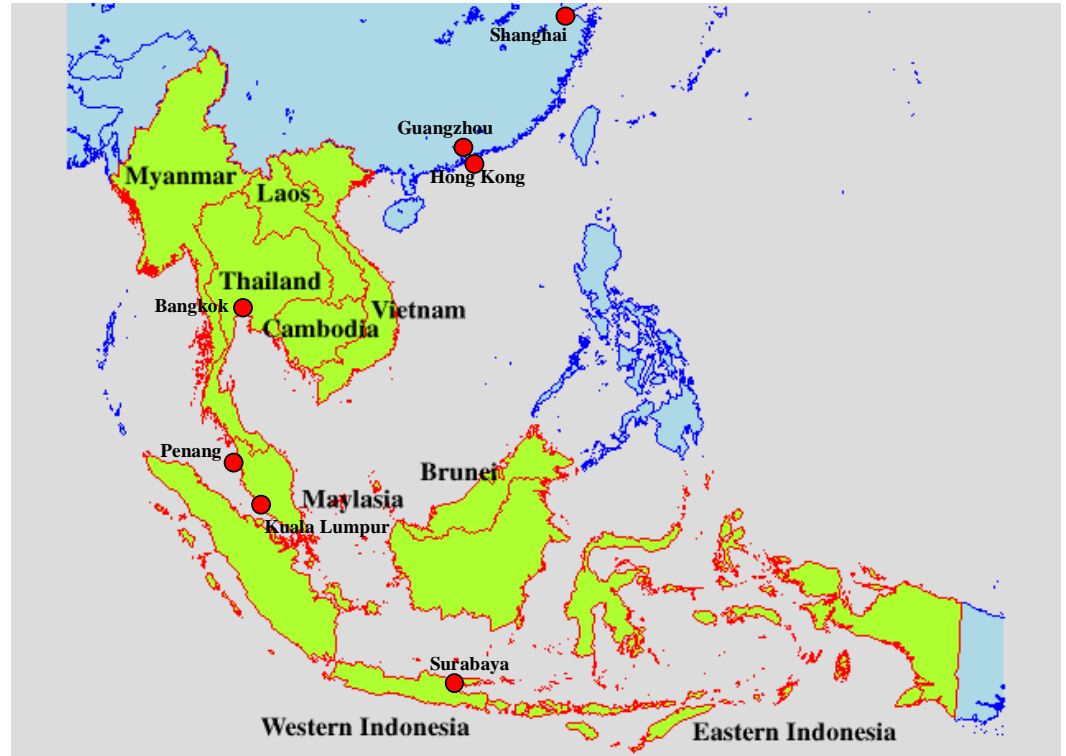 Shanghai
Guangzhou
Hong Kong
Myanmar
Laos
Thailand
Bangkok
Vietnam
Cambodia
Penang
Brunei
Maylasia
Kuala Lumpur
Surabaya
Western Indonesia
Eastern Indonesia